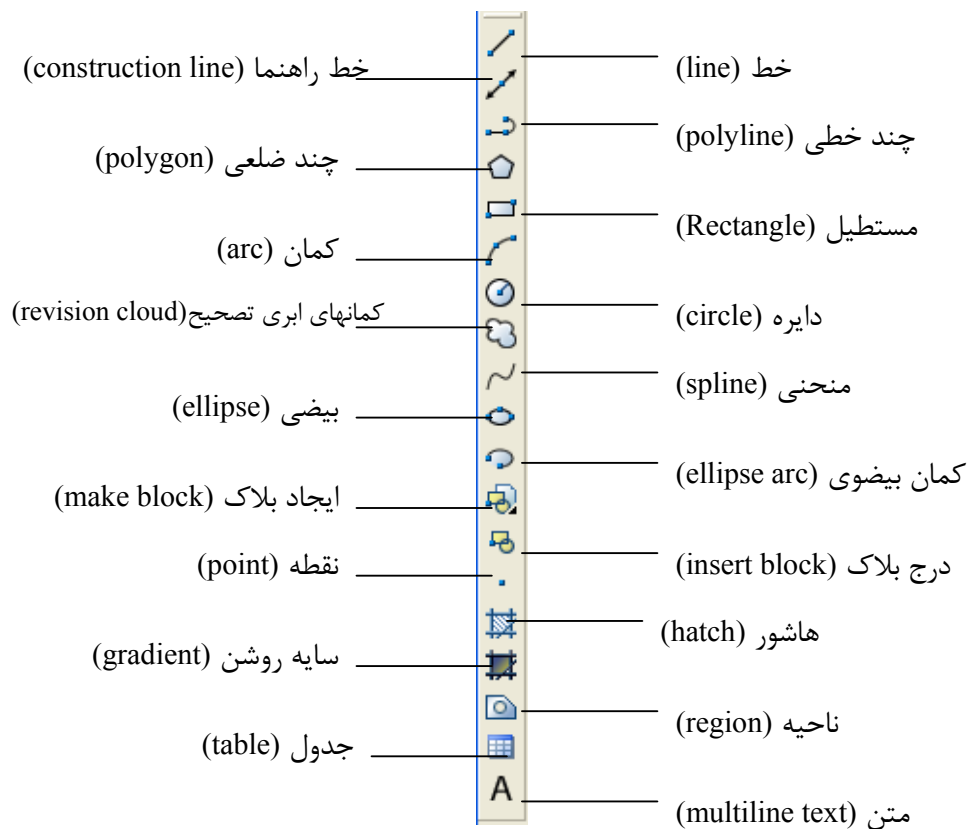 خط (line)
خط راهنما (construction line)
چند خطی (polyline)
چند ضلعی (polygon)
مستطیل (Rectangle)
کمان (arc)
دایره (circle)
کمانهای ابری تصحیح(revision cloud)
منحنی (spline)
بیضی (ellipse)
کمان بیضوی (ellipse arc)
ایجاد بلاک (make block)
درج بلاک (insert block)
نقطه (point)
هاشور (hatch)
سایه روشن (gradient)
ناحیه (region)
جدول (table)
A
متن (multiline text)